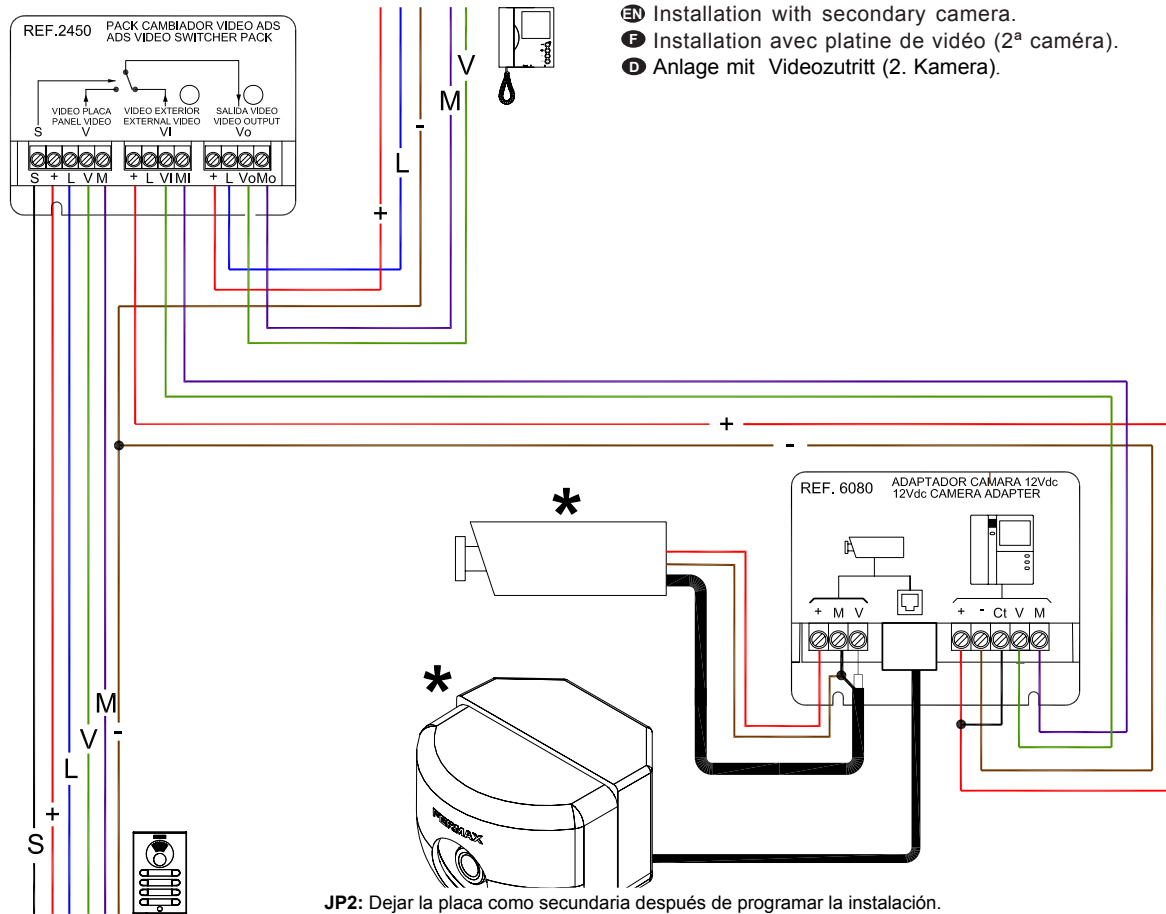 REF.2450
PACK CAMBIADOR VIDEO ADS
ADS VIDEO SWITCHER PACK
VIDEO PLACA
PANEL VIDEO
VIDEO EXTERIOR
EXTERNAL VIDEO
SALIDA VIDEO
VIDEO OUTPUT
S V VI Vo
S + L V M + L VI MI + L Vo Mo
EN Installation with secondary camera.
F Installation avec platine de vidéo (2ª caméra).
D Anlage mit Videozutritt (2. Kamera).
V
M
-
L
+
+
-
REF. 6080
ADAPTADOR CAMARA 12Vdc
12Vdc CAMERA ADAPTER
+ M V
+ - Ct V M
*
*
FERMAX
M
-
V
L
+
S
JP2: Dejar la placa como secundaria después de programar la instalación.